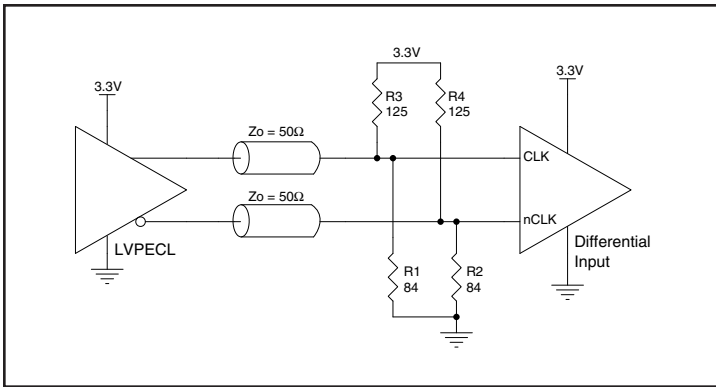 3.3V
3.3V
3.3V
R3
125
R4
125
Zo = 50Ω
CLK
Zo = 50Ω
nCLK
LVPECL
Differential
Input
R1
84
R2
84